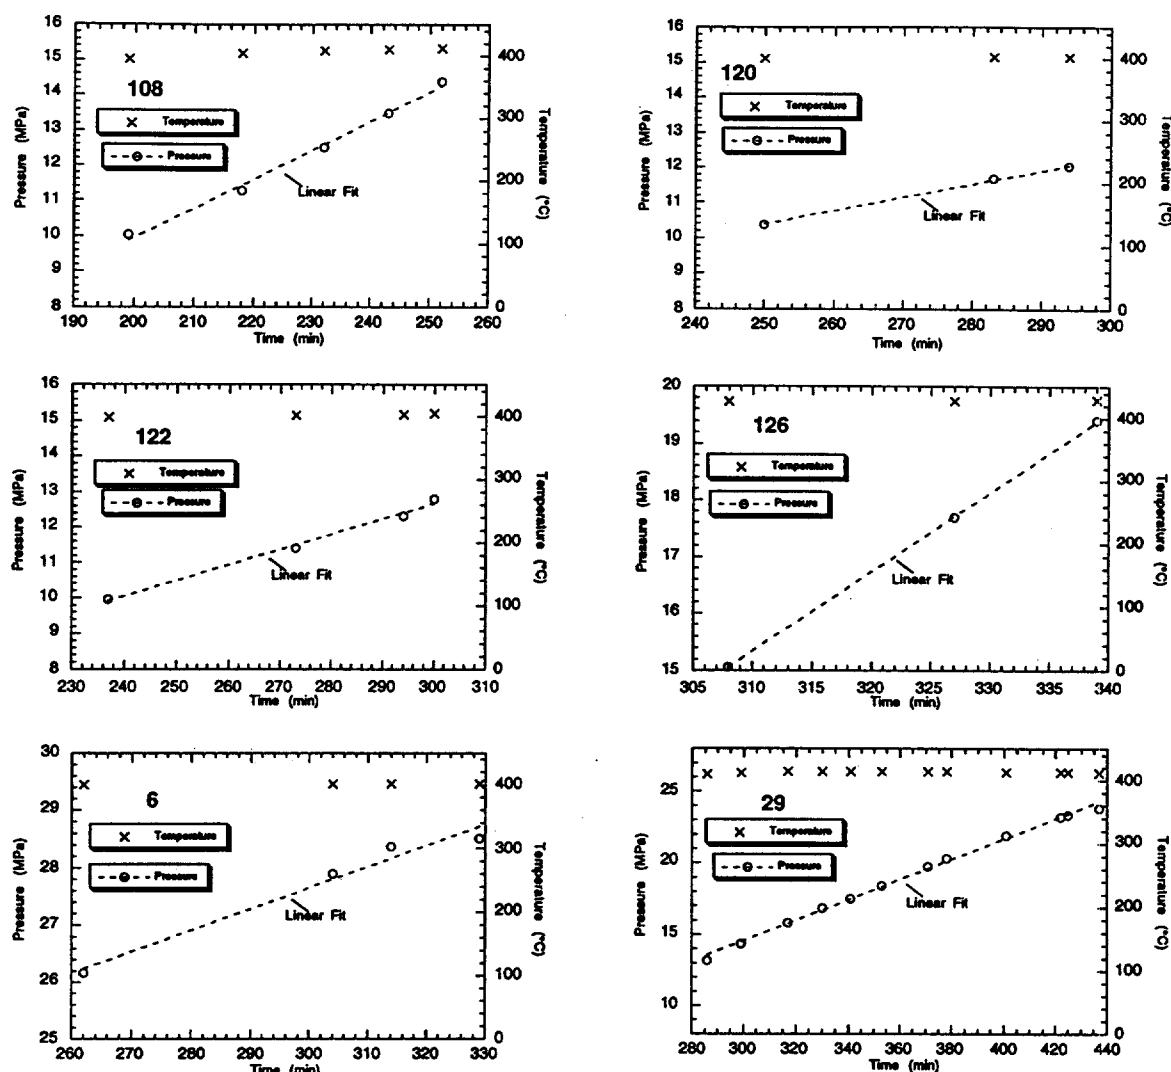 16
15
14
13
12
11
10
9
8
400
300
200
100
0
Pressure (MPa)
Temperature (°C)
108
Temperature
Pressure
Linear Fit
190 200 210 220 230 240 250 260
Time (min)
16
15
14
13
12
11
10
9
8
400
300
200
100
0
Pressure (MPa)
Temperature (°C)
120
Temperature
Pressure
Linear Fit
240 250 260 270 280 290 300
Time (min)
16
15
14
13
12
11
10
9
8
400
300
200
100
0
Pressure (MPa)
Temperature (°C)
122
Temperature
Pressure
Linear Fit
230 240 250 260 270 280 290 300 310
Time (min)
20
19
18
17
16
15
400
300
200
100
0
Pressure (MPa)
Temperature (°C)
126
Temperature
Pressure
Linear Fit
305 310 315 320 325 330 335 340
Time (min)
30
29
28
27
26
25
400
300
200
100
0
Pressure (MPa)
Temperature (°C)
6
Temperature
Pressure
Linear Fit
260 270 280 290 300 310 320 330
Time (min)
25
20
15
10
400
300
200
100
0
Pressure (MPa)
Temperature (°C)
29
Temperature
Pressure
Linear Fit
280 300 320 340 360 380 400 420 440
Time (min)